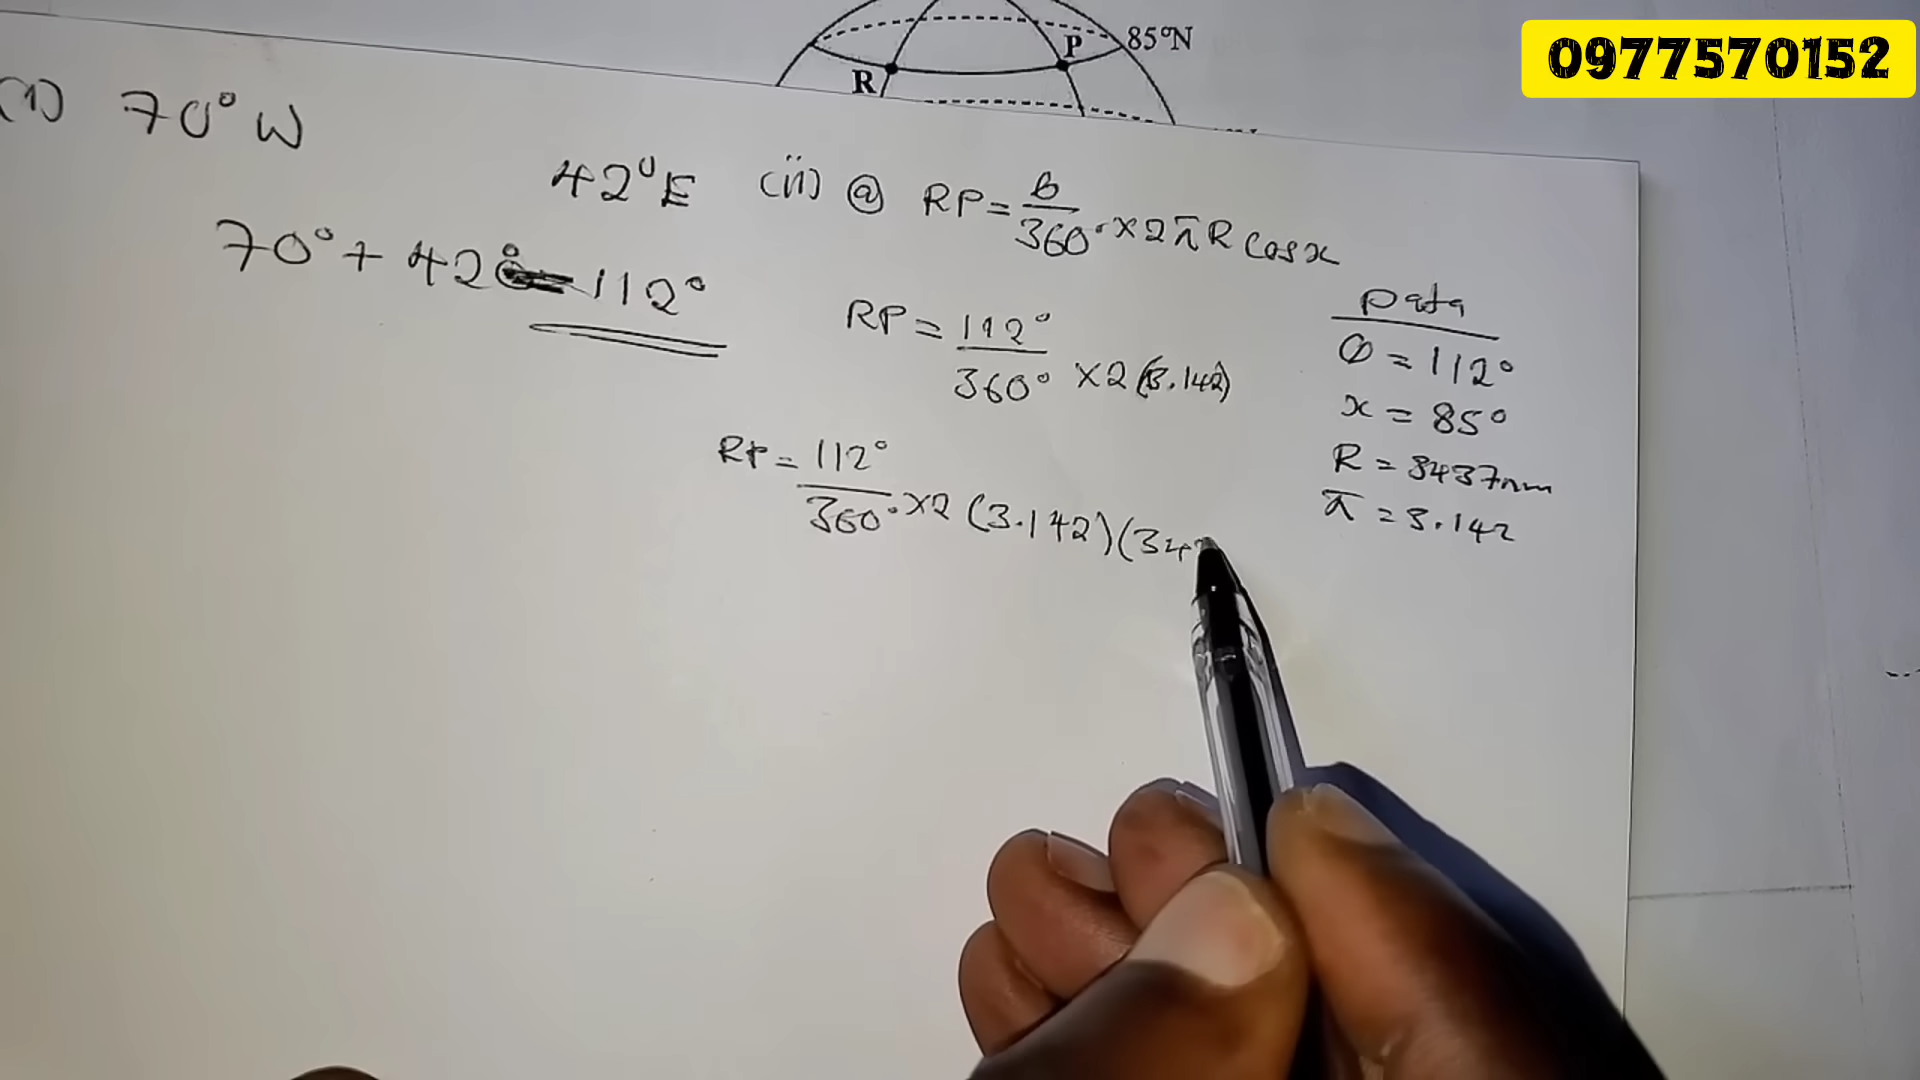 0977570152
85°N
P
R
(i) 70° W
42° E
70° + 42° = 112°
(ii) (a) RP = θ/360° × 2πR Cos x
RP = 112°/360° × 2 (3.142)
RP = 112°/360° × 2 (3.142)(34
Data
θ = 112°
x = 85°
R = 3437nm
π = 3.142